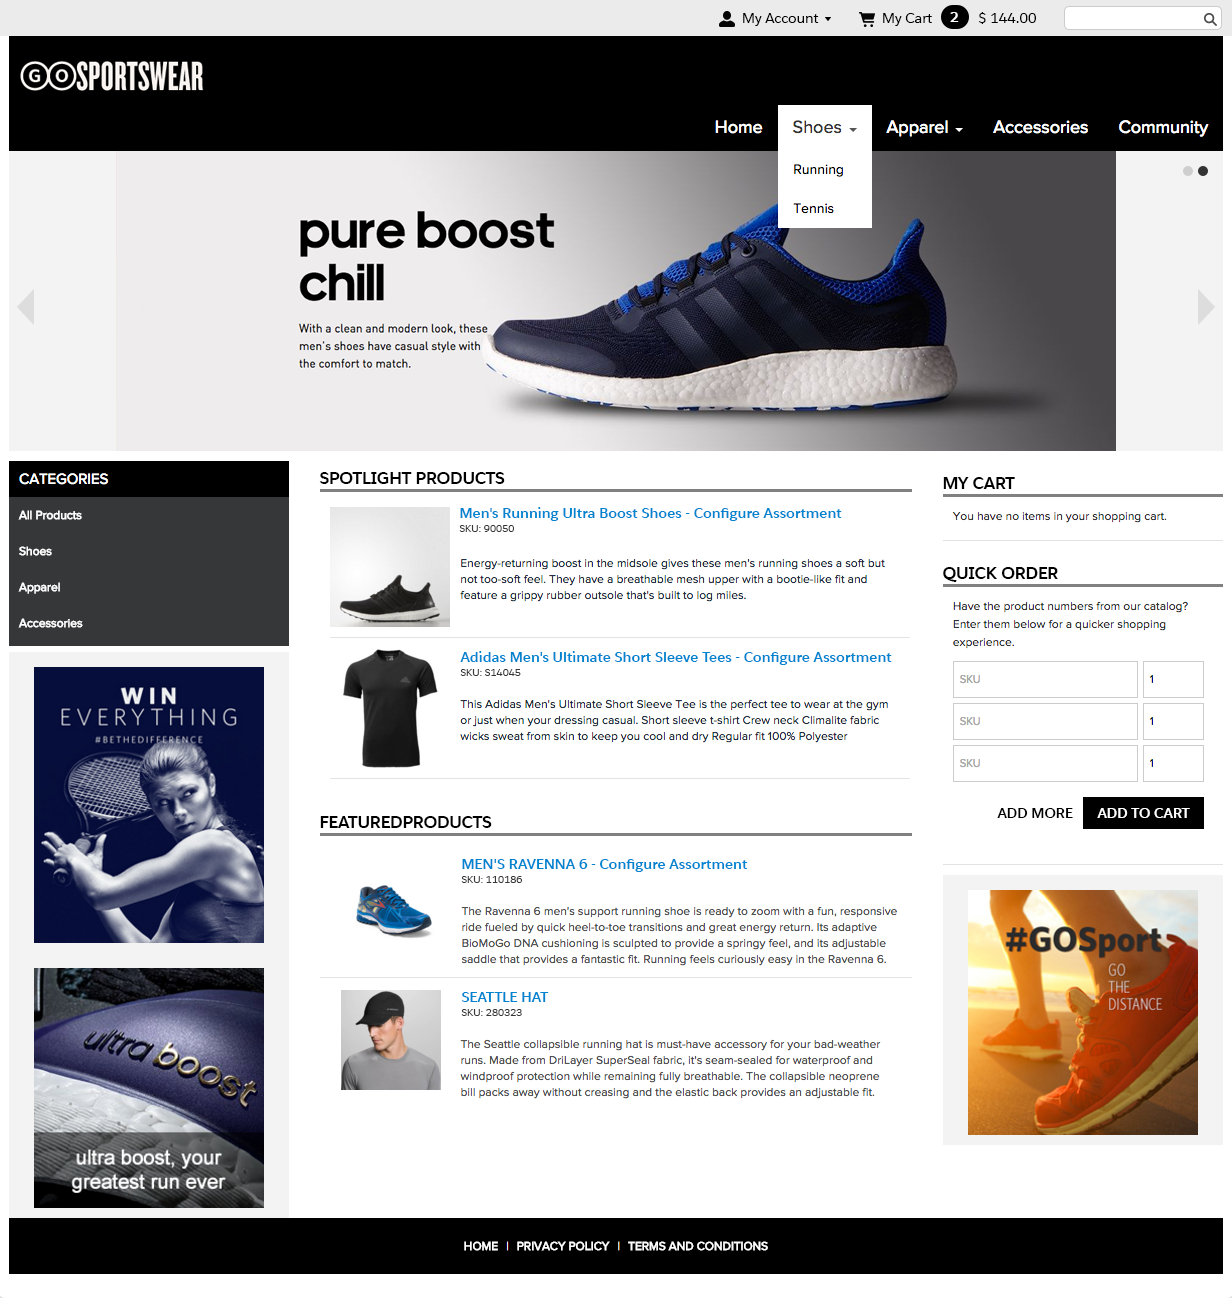 My Account
My Cart 2 $ 144.00
GO SPORTSWEAR
Home Shoes Apparel Accessories Community
Running
Tennis
pure boost
chill
With a clean and modern look, these
men's shoes have casual style with
the comfort to match.
CATEGORIES
All Products
Shoes
Apparel
Accessories
WIN
EVERYTHING
#BETHEDIFFERENCE
ultra boost
ultra boost, your
greatest run ever
SPOTLIGHT PRODUCTS
Men's Running Ultra Boost Shoes - Configure Assortment
SKU: 90050
Energy-returning boost in the midsole gives these men's running shoes a soft but
not too-soft feel. They have a breathable mesh upper with a bootie-like fit and
feature a grippy rubber outsole that's built to log miles.
Adidas Men's Ultimate Short Sleeve Tees - Configure Assortment
SKU: S14045
This Adidas Men's Ultimate Short Sleeve Tee is the perfect tee to wear at the gym
or just when your dressing casual. Short sleeve t-shirt Crew neck Climalite fabric
wicks sweat from skin to keep you cool and dry Regular fit 100% Polyester
FEATUREDPRODUCTS
MEN'S RAVENNA 6 - Configure Assortment
SKU: 110186
The Ravenna 6 men's support running shoe is ready to zoom with a fun, responsive
ride fueled by quick heel-to-toe transitions and great energy return. Its adaptive
BioMoGo DNA cushioning is sculpted to provide a springy feel, and its adjustable
saddle that provides a fantastic fit. Running feels curiously easy in the Ravenna 6.
SEATTLE HAT
SKU: 280323
The Seattle collapsible running hat is must-have accessory for your bad-weather
runs. Made from DriLayer SuperSeal fabric, it's seam-sealed for waterproof and
windproof protection while remaining fully breathable. The collapsible neoprene
bill packs away without creasing and the elastic back provides an adjustable fit.
MY CART
You have no items in your shopping cart.
QUICK ORDER
Have the product numbers from our catalog?
Enter them below for a quicker shopping
experience.
SKU 1
SKU 1
SKU 1
ADD MORE ADD TO CART
#GOSport
GO
THE
DISTANCE
HOME | PRIVACY POLICY | TERMS AND CONDITIONS